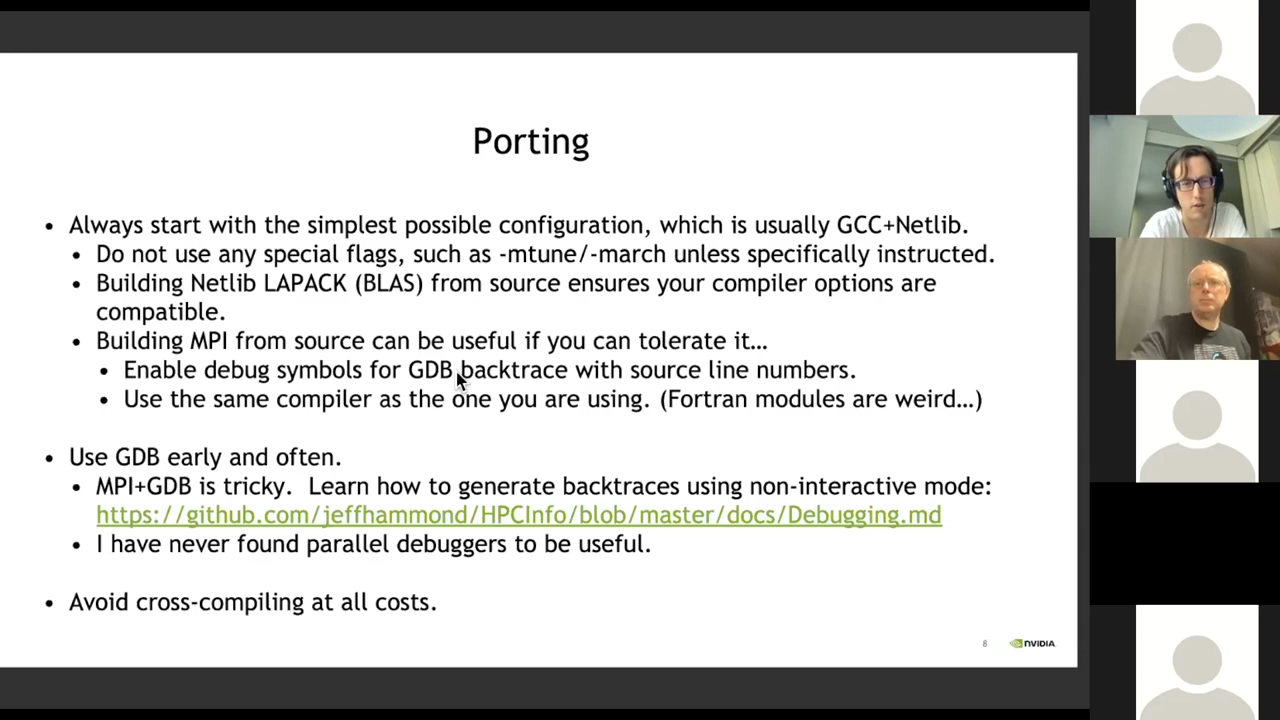 Porting
• Always start with the simplest possible configuration, which is usually GCC+Netlib.
• Do not use any special flags, such as -mtune/-march unless specifically instructed.
• Building Netlib LAPACK (BLAS) from source ensures your compiler options are
compatible.
• Building MPI from source can be useful if you can tolerate it…
• Enable debug symbols for GDB backtrace with source line numbers.
• Use the same compiler as the one you are using. (Fortran modules are weird…)
• Use GDB early and often.
• MPI+GDB is tricky. Learn how to generate backtraces using non-interactive mode:
https://github.com/jeffhammond/HPCInfo/blob/master/docs/Debugging.md
• I have never found parallel debuggers to be useful.
• Avoid cross-compiling at all costs.
8
NVIDIA